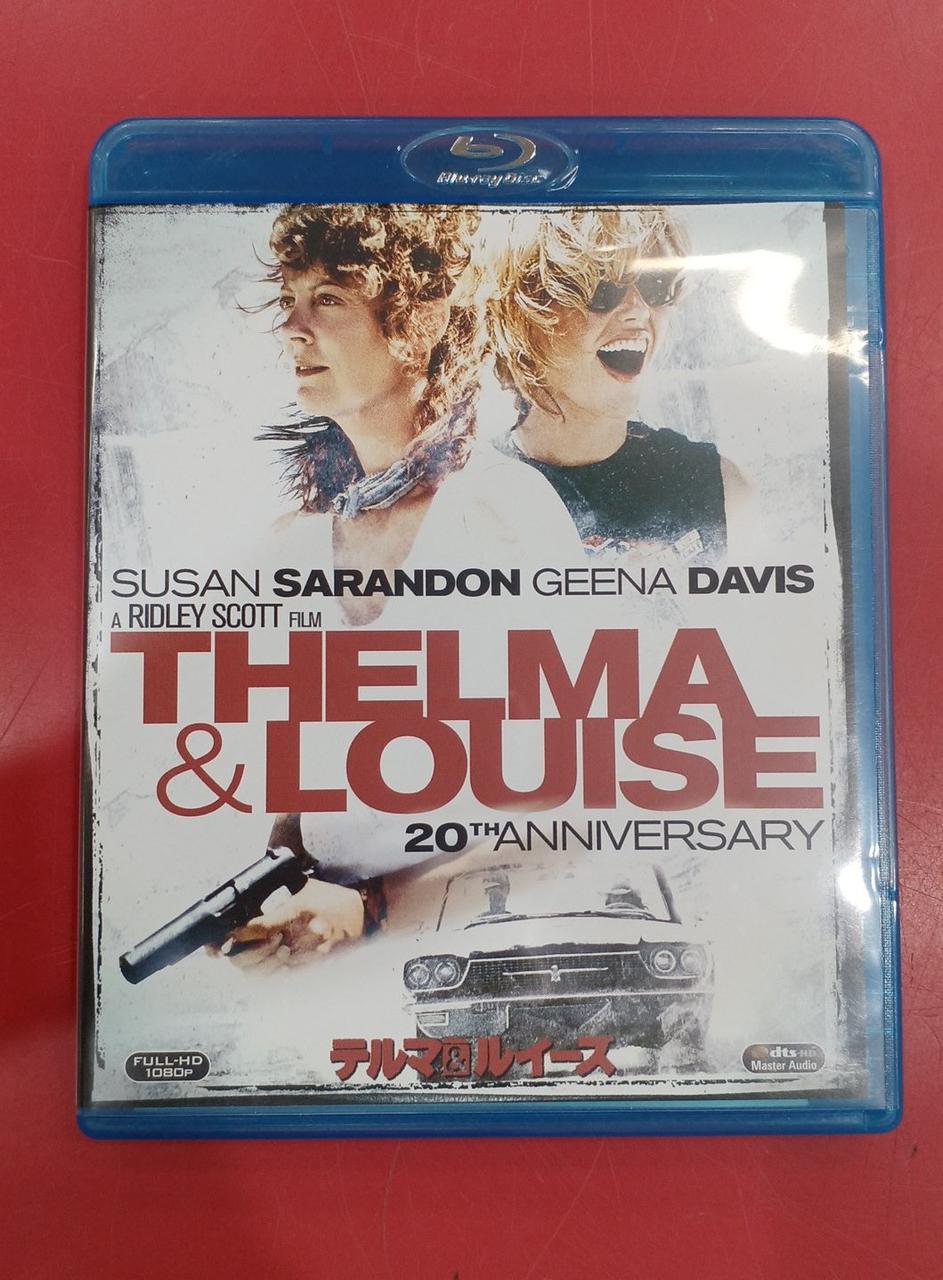 Blu-ray Disc
SUSAN SARANDON GEENA DAVIS
A RIDLEY SCOTT FILM
THELMA
&LOUISE
20TH ANNIVERSARY
テルマ&ルイーズ
FULL-HD
1080P
dts-HD
Master Audio